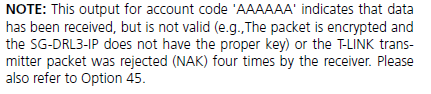 NOTE: This output for account code 'AAAAAA' indicates that data
has been received, but is not valid (e.g.,The packet is encrypted and
the SG-DRL3-IP does not have the proper key) or the T-LINK trans-
mitter packet was rejected (NAK) four times by the receiver. Please
also refer to Option 45.